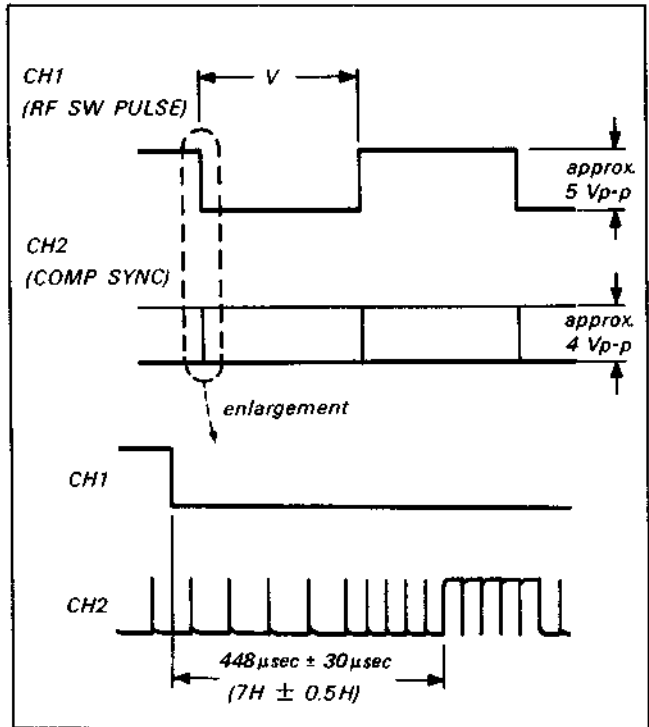 CH1
(RF SW PULSE)
V
approx.
5 Vp-p
CH2
(COMP SYNC)
approx.
4 Vp-p
enlargement
CH1
CH2
448μsec ± 30μsec
(7H ± 0.5H)